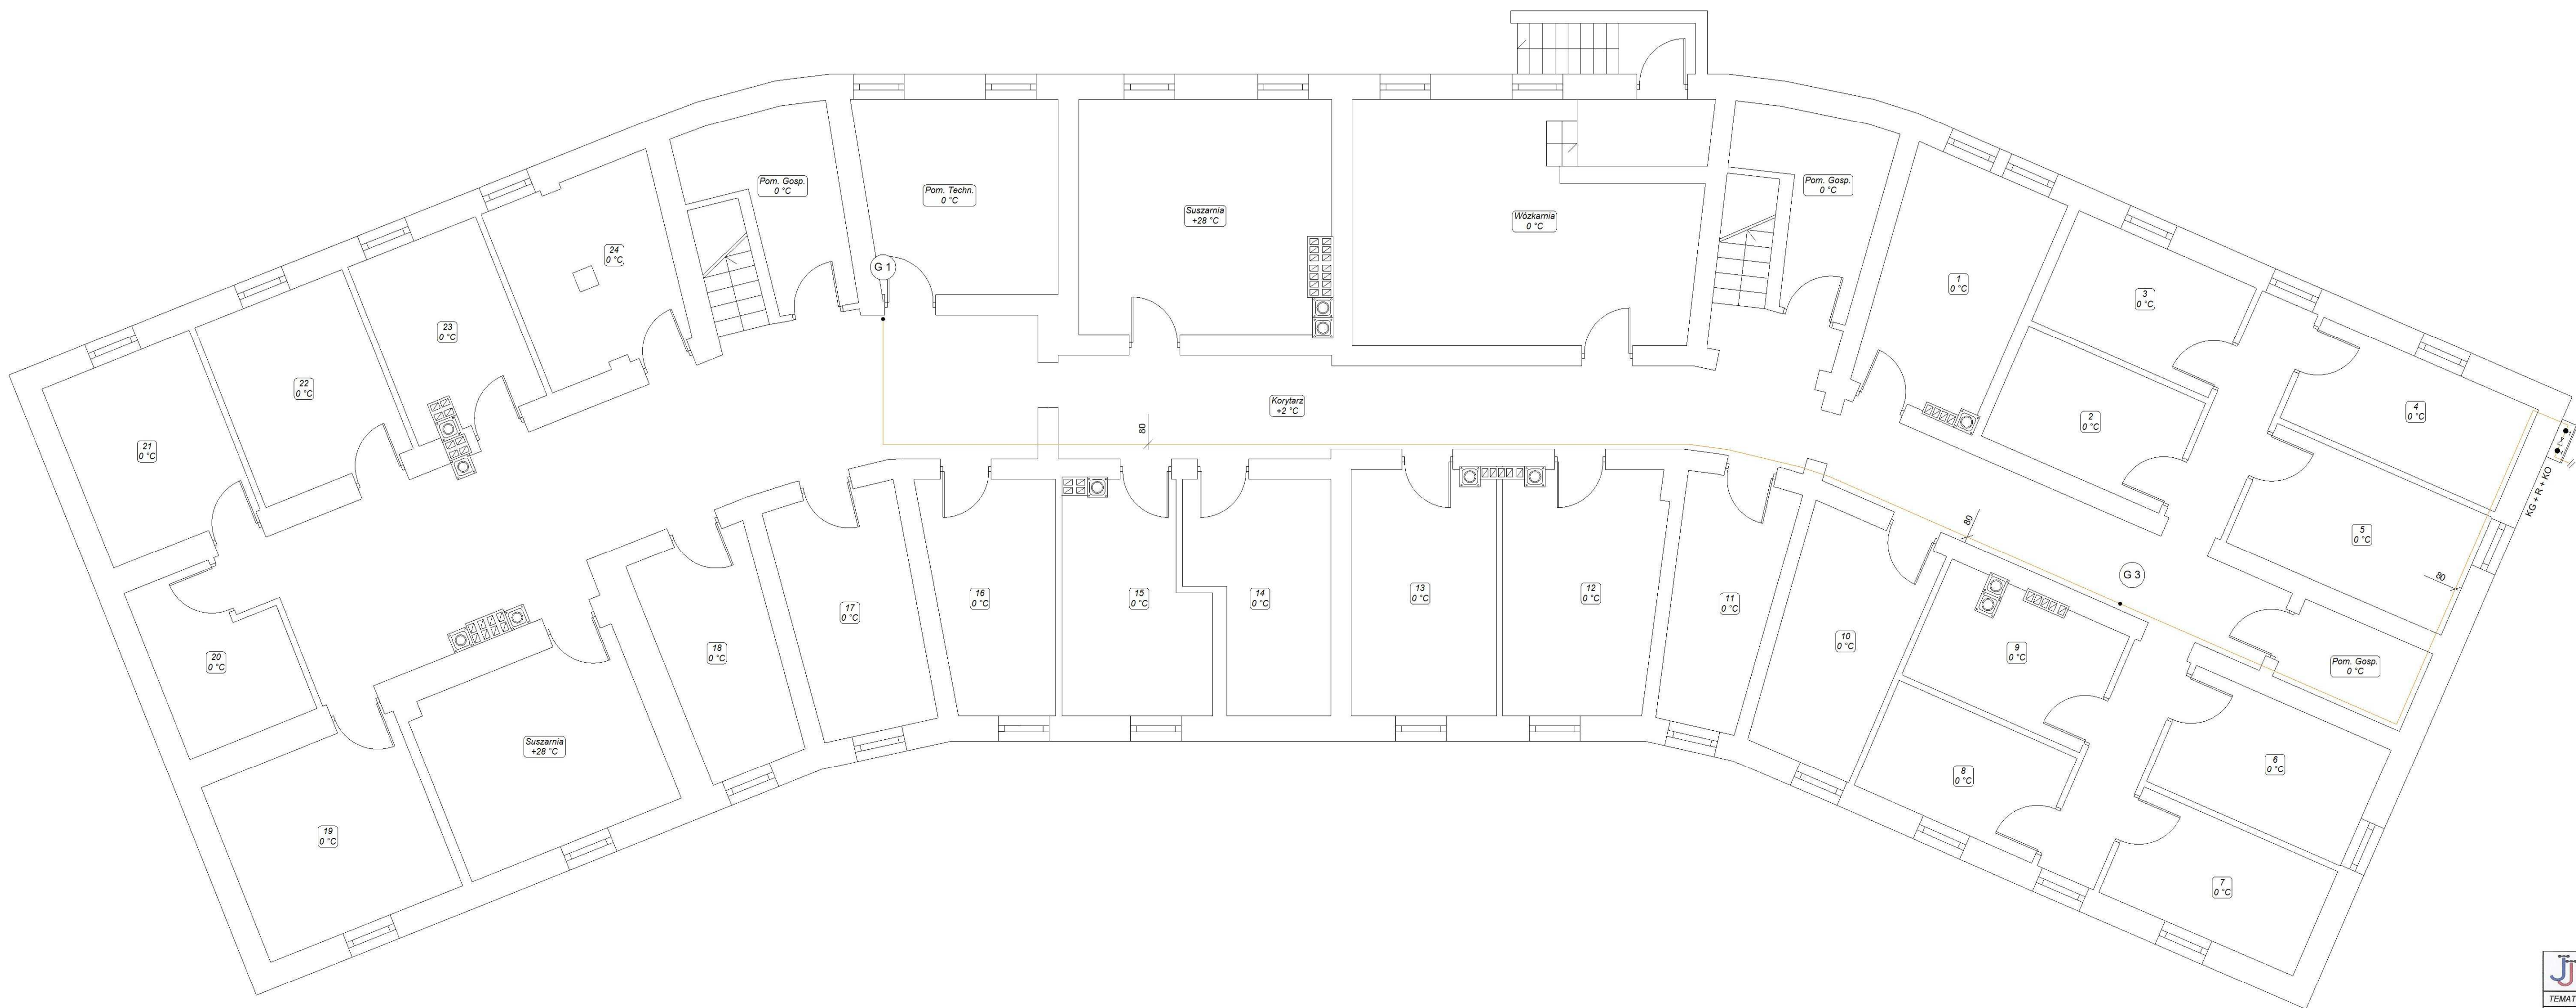 Pom. Gosp.
0 °C
Pom. Techn.
0 °C
Suszarnia
+28 °C
Wózkarnia
0 °C
Pom. Gosp.
0 °C
24
0 °C
G 1
1
0 °C
3
0 °C
23
0 °C
22
0 °C
21
0 °C
Korytarz
+2 °C
80
2
0 °C
4
0 °C
KG + R + KO
5
0 °C
80
80
G 3
16
0 °C
15
0 °C
14
0 °C
13
0 °C
12
0 °C
11
0 °C
17
0 °C
10
0 °C
18
0 °C
20
0 °C
9
0 °C
Pom. Gosp.
0 °C
Suszarnia
+28 °C
8
0 °C
6
0 °C
19
0 °C
7
0 °C
TEMAT